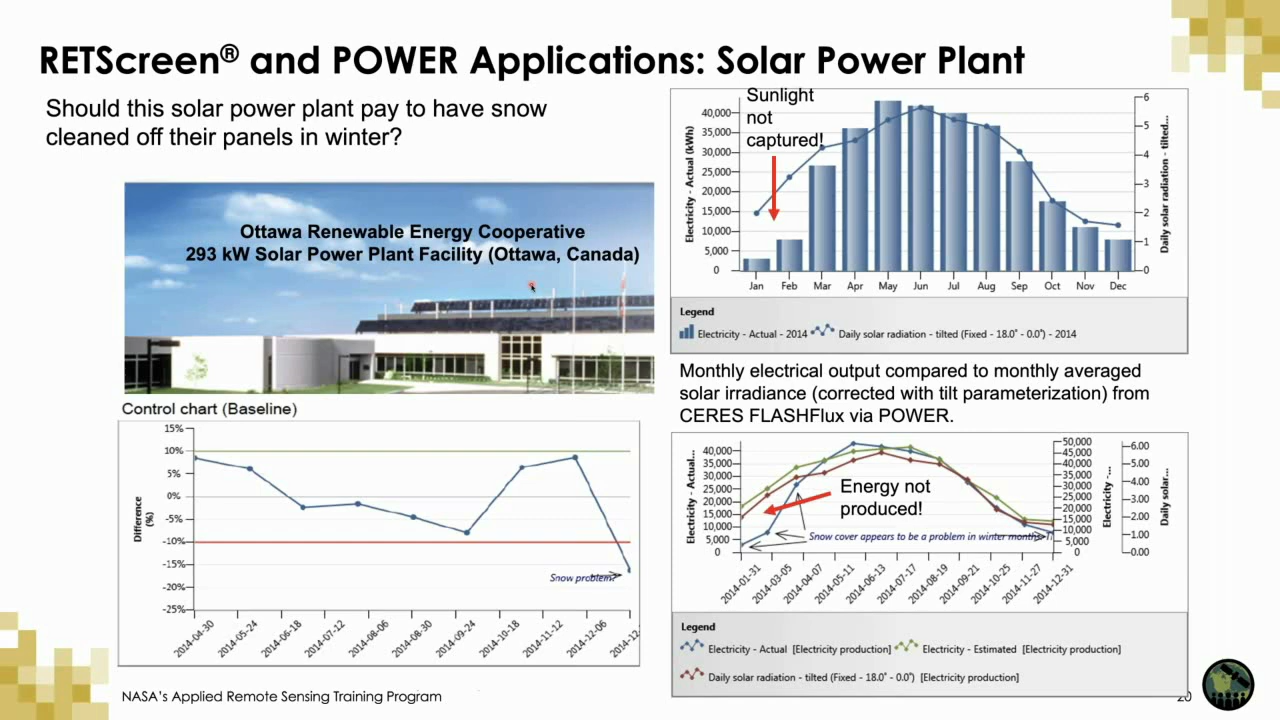 RETScreen® and POWER Applications: Solar Power Plant
Should this solar power plant pay to have snow
cleaned off their panels in winter?
Ottawa Renewable Energy Cooperative
293 kW Solar Power Plant Facility (Ottawa, Canada)
Sunlight
not
captured!
Electricity - Actual (kWh)
40,000
35,000
30,000
25,000
20,000
15,000
10,000
5,000
0
6
5
4
3
2
1
0
Daily solar radiation - tilted...
Jan Feb Mar Apr May Jun Jul Aug Sep Oct Nov Dec
Legend
Electricity - Actual - 2014 Daily solar radiation - tilted (Fixed - 18.0˚ - 0.0˚) - 2014
Monthly electrical output compared to monthly averaged
solar irradiance (corrected with tilt parameterization) from
CERES FLASHFlux via POWER.
Control chart (Baseline)
Difference
(%)
15%
10%
5%
0%
-5%
-10%
-15%
-20%
-25%
Snow problem
2014-04-30 2014-05-24 2014-06-18 2014-07-12 2014-08-06 2014-08-30 2014-09-24 2014-10-18 2014-11-12 2014-12-06 2014-12-
Electricity - Actual...
40,000
35,000
30,000
25,000
20,000
15,000
10,000
5,000
0
Energy not
produced!
Snow cover appears to be a problem in winter months
50,000
45,000
40,000
35,000
30,000
25,000
20,000
15,000
10,000
5,000
0
Electricity -...
6.00
5.00
4.00
3.00
2.00
1.00
0.00
Daily solar...
2014-01-31 2014-03-05 2014-04-07 2014-05-11 2014-06-13 2014-07-17 2014-08-19 2014-09-21 2014-10-25 2014-11-27 2014-12-31
Legend
Electricity - Actual [Electricity production] Electricity - Estimated [Electricity production]
Daily solar radiation - tilted (Fixed - 18.0˚ - 0.0˚) [Electricity production]
NASA's Applied Remote Sensing Training Program